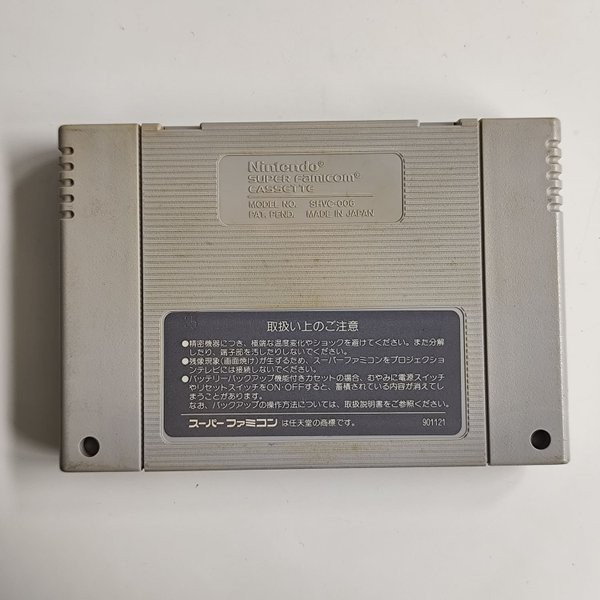 Nintendo®
SUPER Famicom®
CASSETTE
MODEL NO. SHVC-006
PAT. PEND. MADE IN JAPAN
取扱い上のご注意
●精密機器につき、極端な温度変化やショックを避けてください。また分解
したり、端子部を汚したりしないでください。
●残像現象(画面焼け)が生ずるため、スーパーファミコンをプロジェクショ
ンテレビには接続しないでください。
●バッテリーバックアップ機能付きカセットの場合、むやみに電源スイッチ
やリセットスイッチをON・OFFすると、蓄積されている内容が消えてし
まうことがあります。
なお、バックアップの操作方法については、取扱説明書をご参照ください。
スーパーファミコン は任天堂の商標です。 901121